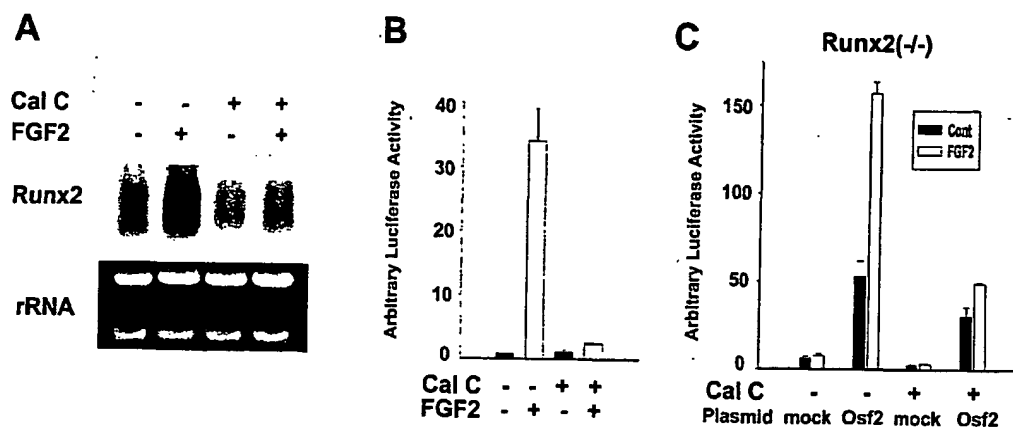 A
Cal C - - + +
FGF2 - + - +
Runx2
rRNA
B
Arbitrary Luciferase Activity
40
30
20
10
0
Cal C - - + +
FGF2 - + - +
C
Runx2(-/-)
Arbitrary Luciferase Activity
150
100
50
0
Cont
FGF2
Cal C - - + +
Plasmid mock Osf2 mock Osf2